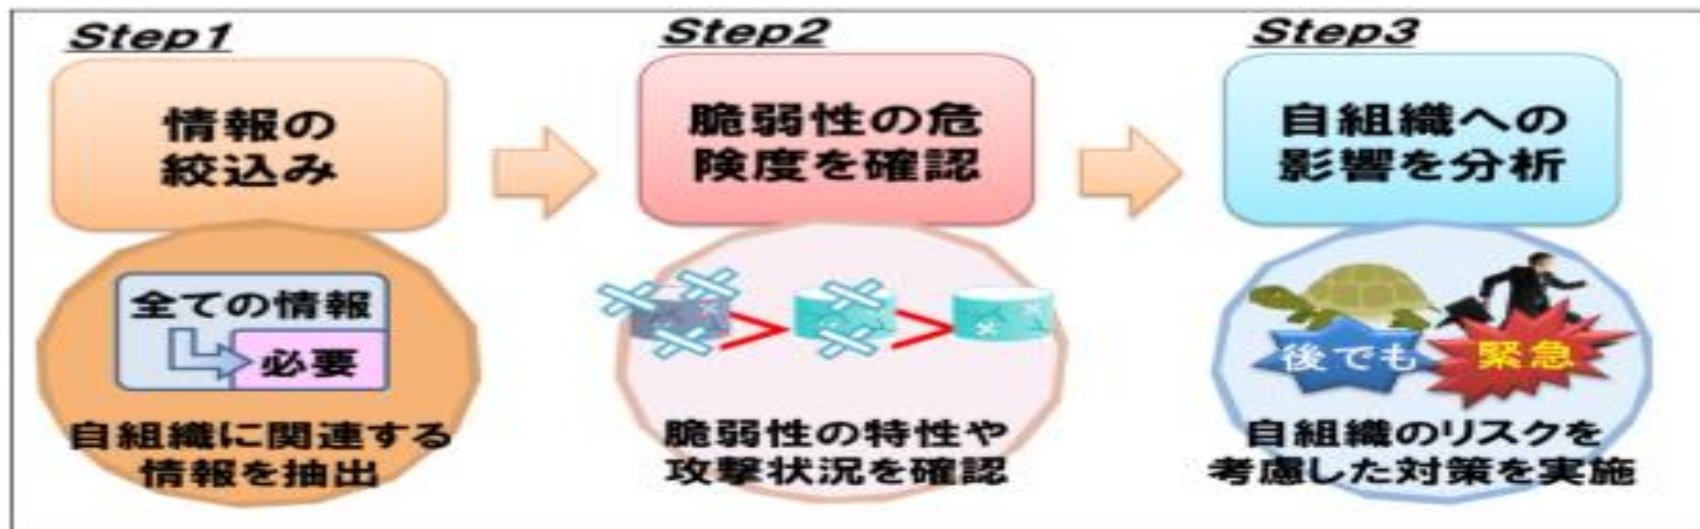 Step1
情報の
絞込み
全ての情報
必要
自組織に関連する
情報を抽出
Step2
脆弱性の危
険度を確認
脆弱性の特性や
攻撃状況を確認
Step3
自組織への
影響を分析
後でも
緊急
自組織のリスクを
考慮した対策を実施